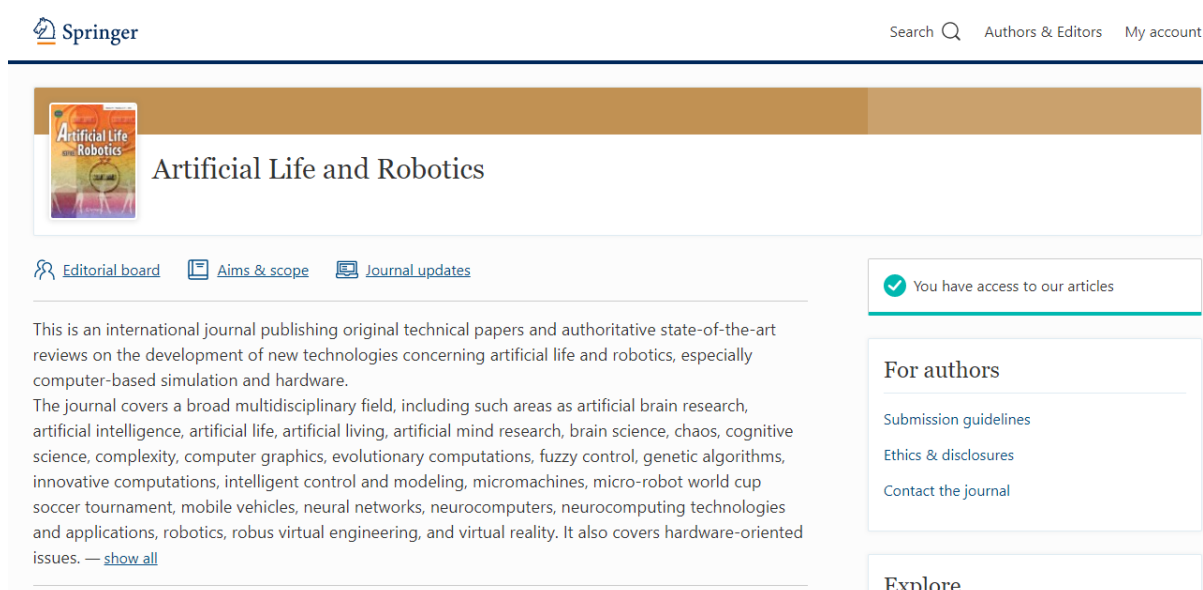 Springer
Search
Authors & Editors
My account
Artificial Life
and Robotics
Artificial Life and Robotics
Editorial board
Aims & scope
Journal updates
You have access to our articles
This is an international journal publishing original technical papers and authoritative state-of-the-art
reviews on the development of new technologies concerning artificial life and robotics, especially
computer-based simulation and hardware.
The journal covers a broad multidisciplinary field, including such areas as artificial brain research,
artificial intelligence, artificial life, artificial living, artificial mind research, brain science, chaos, cognitive
science, complexity, computer graphics, evolutionary computations, fuzzy control, genetic algorithms,
innovative computations, intelligent control and modeling, micromachines, micro-robot world cup
soccer tournament, mobile vehicles, neural networks, neurocomputers, neurocomputing technologies
and applications, robotics, robus virtual engineering, and virtual reality. It also covers hardware-oriented
issues. — show all
For authors
Submission guidelines
Ethics & disclosures
Contact the journal
Explore